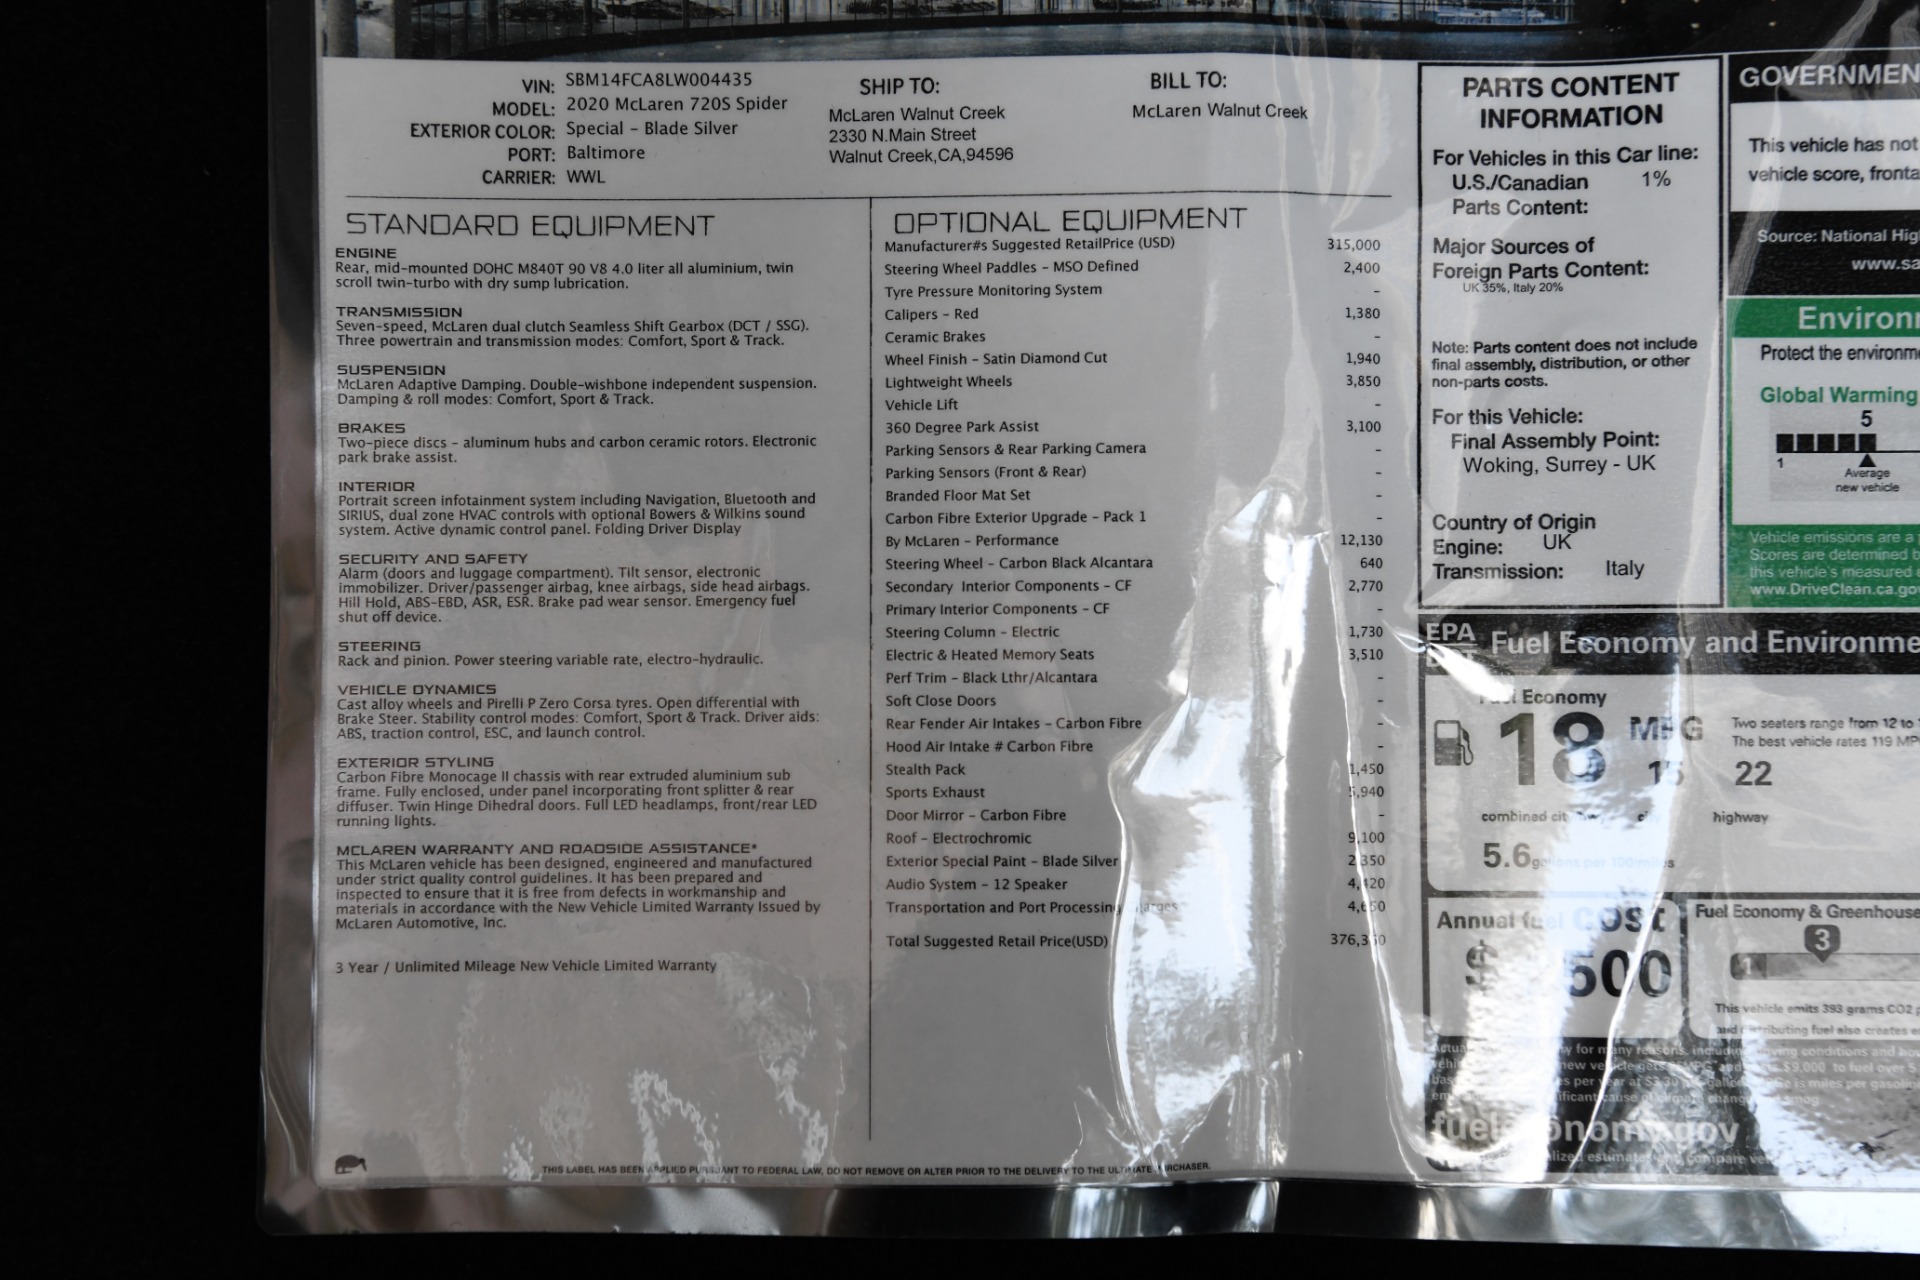 VIN: SBM14FCA8LW004435
MODEL: 2020 McLaren 720S Spider
EXTERIOR COLOR: Special - Blade Silver
PORT: Baltimore
CARRIER: WWL
SHIP TO:
McLaren Walnut Creek
2330 N.Main Street
Walnut Creek,CA,94596
BILL TO:
McLaren Walnut Creek
STANDARD EQUIPMENT
ENGINE
Rear, mid-mounted DOHC M840T 90 V8 4.0 liter all aluminium, twin
scroll twin-turbo with dry sump lubrication.
TRANSMISSION
Seven-speed, McLaren dual clutch Seamless Shift Gearbox (DCT / SSG).
Three powertrain and transmission modes: Comfort, Sport & Track.
SUSPENSION
McLaren Adaptive Damping. Double-wishbone independent suspension.
Damping & roll modes: Comfort, Sport & Track.
BRAKES
Two-piece discs - aluminum hubs and carbon ceramic rotors. Electronic
park brake assist.
INTERIOR
Portrait screen infotainment system including Navigation, Bluetooth and
SIRIUS, dual zone HVAC controls with optional Bowers & Wilkins sound
system. Active dynamic control panel. Folding Driver Display
SECURITY AND SAFETY
Alarm (doors and luggage compartment). Tilt sensor, electronic
immobilizer. Driver/passenger airbag, knee airbags, side head airbags.
Hill Hold, ABS-EBD, ASR, ESR. Brake pad wear sensor. Emergency fuel
shut off device.
STEERING
Rack and pinion. Power steering variable rate, electro-hydraulic.
VEHICLE DYNAMICS
Cast alloy wheels and Pirelli P Zero Corsa tyres. Open differential with
Brake Steer. Stability control modes: Comfort, Sport & Track. Driver aids:
ABS, traction control, ESC, and launch control.
EXTERIOR STYLING
Carbon Fibre Monocage II chassis with rear extruded aluminium sub
frame. Fully enclosed, under panel incorporating front splitter & rear
diffuser. Twin Hinge Dihedral doors. Full LED headlamps, front/rear LED
running lights.
MCLAREN WARRANTY AND ROADSIDE ASSISTANCE*
This McLaren vehicle has been designed, engineered and manufactured
under strict quality control guidelines. It has been prepared and
inspected to ensure that it is free from defects in workmanship and
materials in accordance with the New Vehicle Limited Warranty Issued by
McLaren Automotive, Inc.
3 Year / Unlimited Mileage New Vehicle Limited Warranty
OPTIONAL EQUIPMENT
Manufacturer#s Suggested RetailPrice (USD) 315,000
Steering Wheel Paddles - MSO Defined 2,400
Tyre Pressure Monitoring System -
Calipers - Red 1,380
Ceramic Brakes -
Wheel Finish - Satin Diamond Cut 1,940
Lightweight Wheels 3,850
Vehicle Lift -
360 Degree Park Assist 3,100
Parking Sensors & Rear Parking Camera -
Parking Sensors (Front & Rear) -
Branded Floor Mat Set -
Carbon Fibre Exterior Upgrade - Pack 1 -
By McLaren - Performance 12,130
Steering Wheel - Carbon Black Alcantara 640
Secondary Interior Components - CF 2,770
Primary Interior Components - CF -
Steering Column - Electric 1,730
Electric & Heated Memory Seats 3,510
Perf Trim - Black Lthr/Alcantara -
Soft Close Doors -
Rear Fender Air Intakes - Carbon Fibre -
Hood Air Intake # Carbon Fibre -
Stealth Pack 1,450
Sports Exhaust
Door Mirror - Carbon Fibre -
Roof - Electrochromic 9,100
Exterior Special Paint - Blade Silver 2,350
Audio System - 12 Speaker
Transportation and Port Processing
Total Suggested Retail Price(USD)
THIS LABEL HAS BEEN APPLIED PURSUANT TO FEDERAL LAW, DO NOT REMOVE OR ALTER PRIOR TO THE DELIVERY TO THE ULTIMATE PURCHASER.
PARTS CONTENT
INFORMATION
For Vehicles in this Car line:
U.S./Canadian 1%
Parts Content:
Major Sources of
Foreign Parts Content:
UK 35%, Italy 20%
Note: Parts content does not include
final assembly, distribution, or other
non-parts costs.
For this Vehicle:
Final Assembly Point:
Woking, Surrey - UK
Country of Origin
Engine: UK
Transmission: Italy
GOVERNMEN
This vehicle has not
vehicle score, fronta
Source: National Hig
www.sa
Environ
Protect the environme
Global Warming
5
1
Average
new vehicle
Vehicle emissions are a
Scores are determined b
this vehicle's measured
www.DriveClean.ca.gov
EPA
Fuel Economy and Environme
Fuel Economy
18 MPG
15 22
combined city highway
5.6
Two seaters range from 12 to
The best vehicle rates 119 MP
Annual fuel cost
$ 500
Fuel Economy & Greenhouse
1 3
This vehicle emits 393 grams CO2
distributing fuel also creates